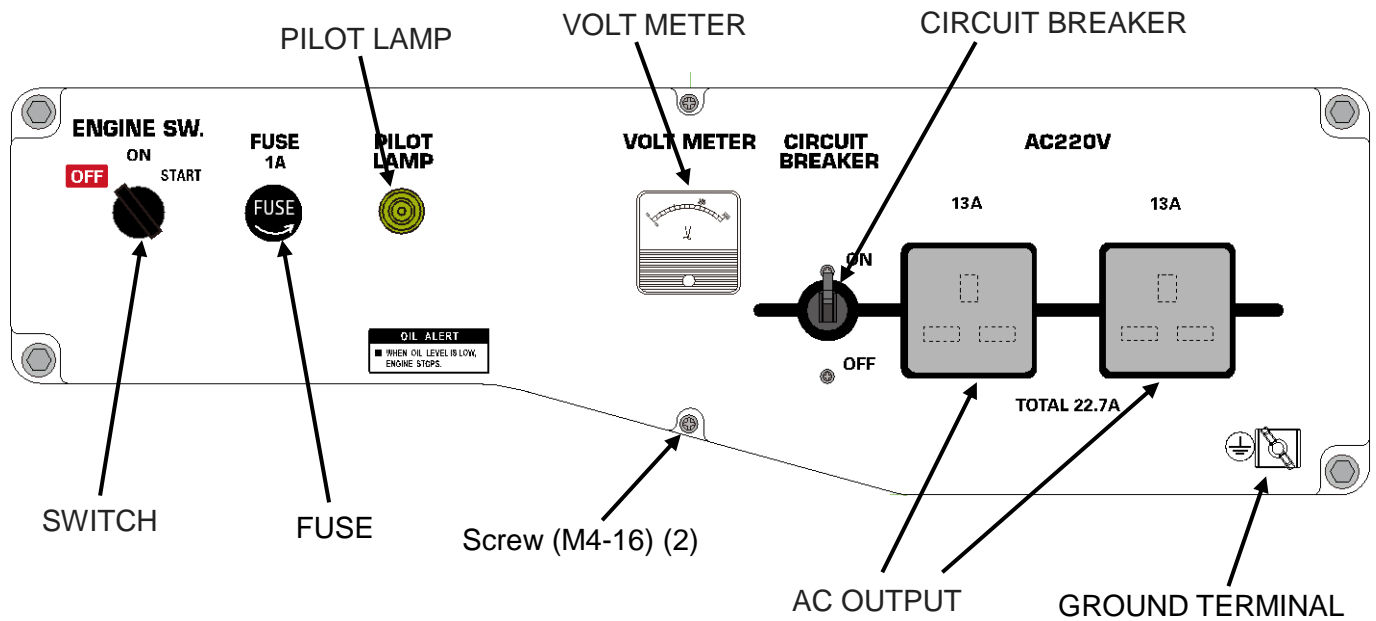 PILOT LAMP
VOLT METER
CIRCUIT BREAKER
ENGINE SW.
OFF
ON
START
FUSE
1A
FUSE
PILOT
LAMP
VOLT METER
CIRCUIT
BREAKER
ON
OFF
AC220V
13A
13A
V
OIL ALERT
■ WHEN OIL LEVEL IS LOW,
ENGINE STOPS.
TOTAL 22.7A
SWITCH
FUSE
Screw (M4-16) (2)
AC OUTPUT
GROUND TERMINAL